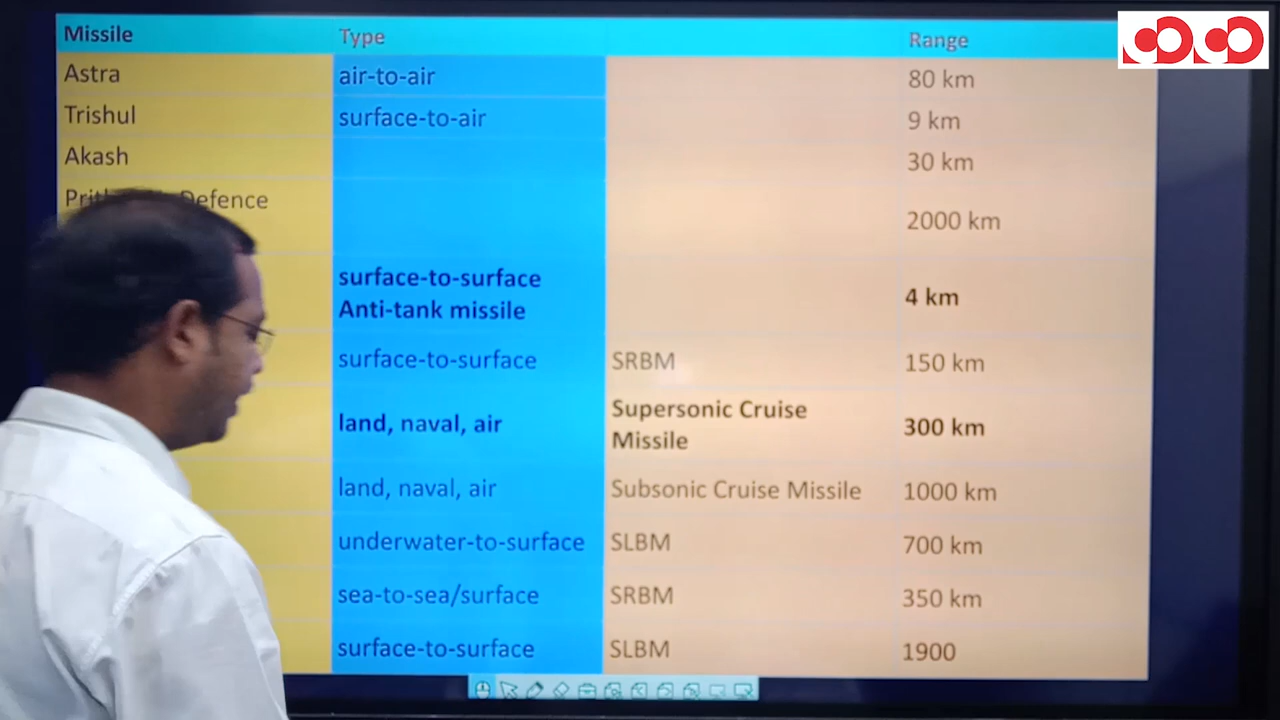 Missile Type Range
Astra air-to-air 80 km
Trishul surface-to-air 9 km
Akash 30 km
Defence
2000 km
surface-to-surface
Anti-tank missile
4 km
surface-to-surface SRBM 150 km
land, naval, air
Supersonic Cruise
Missile
300 km
land, naval, air Subsonic Cruise Missile 1000 km
underwater-to-surface SLBM 700 km
sea-to-sea/surface SRBM 350 km
surface-to-surface SLBM 1900